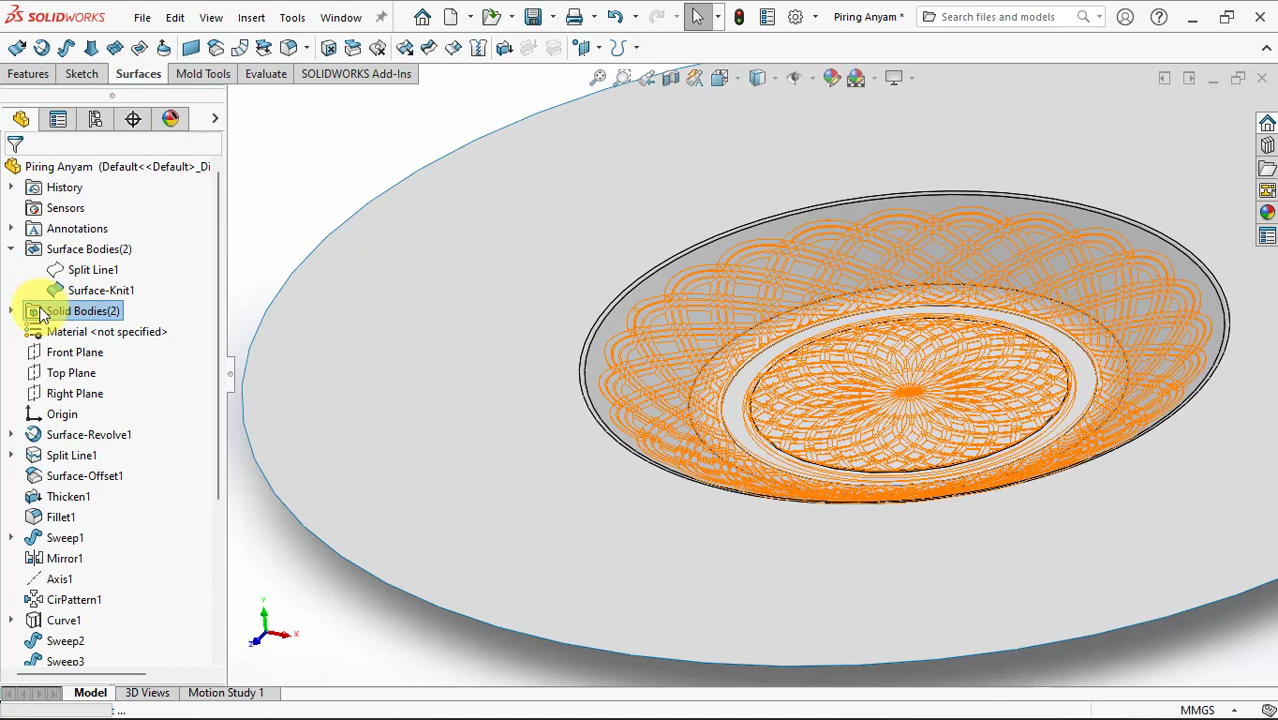 SOLIDWORKS File Edit View Insert Tools Window Piring Anyam * Search files and models
Features Sketch Surfaces Mold Tools Evaluate SOLIDWORKS Add-Ins
Piring Anyam (Default<<Default>_Di
History
Sensors
Annotations
Surface Bodies(2)
Split Line1
Surface-Knit1
Solid Bodies(2)
Material <not specified>
Front Plane
Top Plane
Right Plane
Origin
Surface-Revolve1
Split Line1
Surface-Offset1
Thicken1
Fillet1
Sweep1
Mirror1
Axis1
CirPattern1
Curve1
Sweep2
Sweep3
Y
X
Z
Model 3D Views Motion Study 1
MMGS